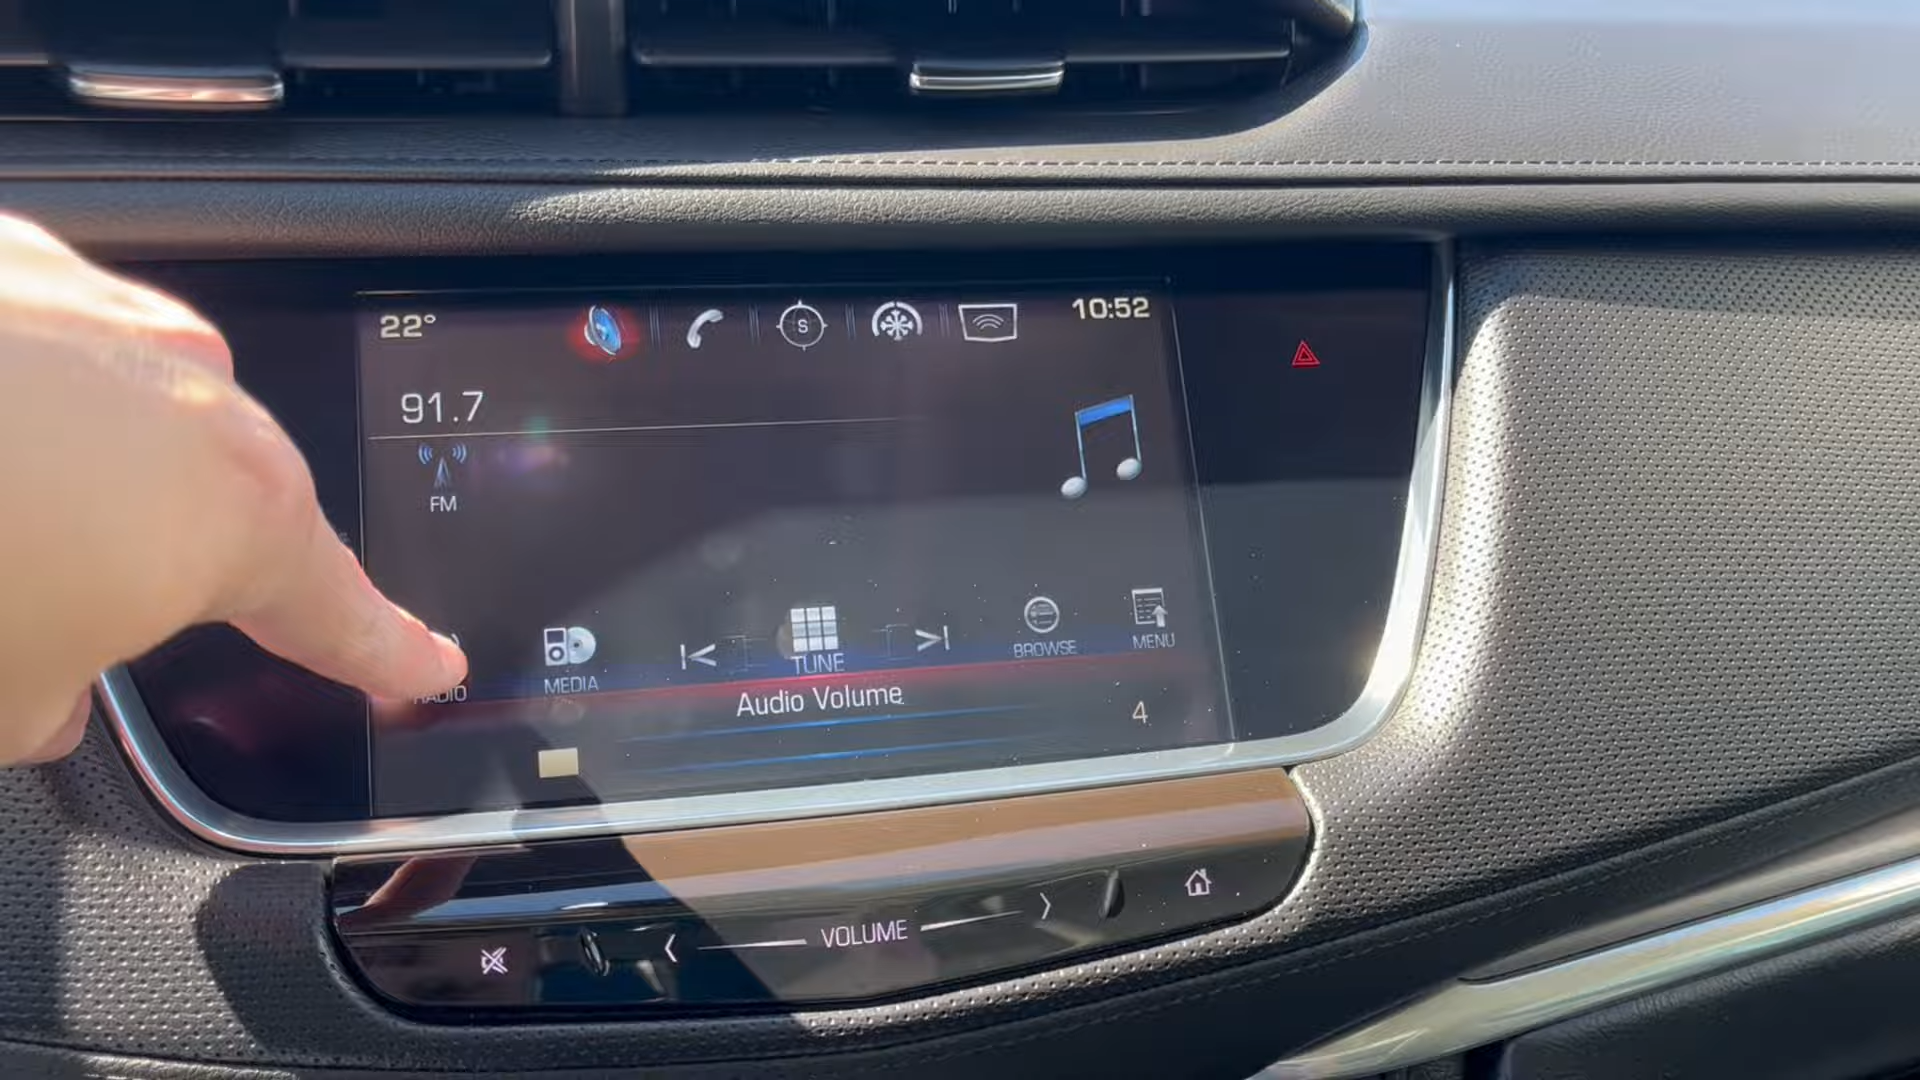 22° 10:52
S
91.7
FM
RADIO MEDIA TUNE BROWSE MENU
Audio Volume 4
VOLUME